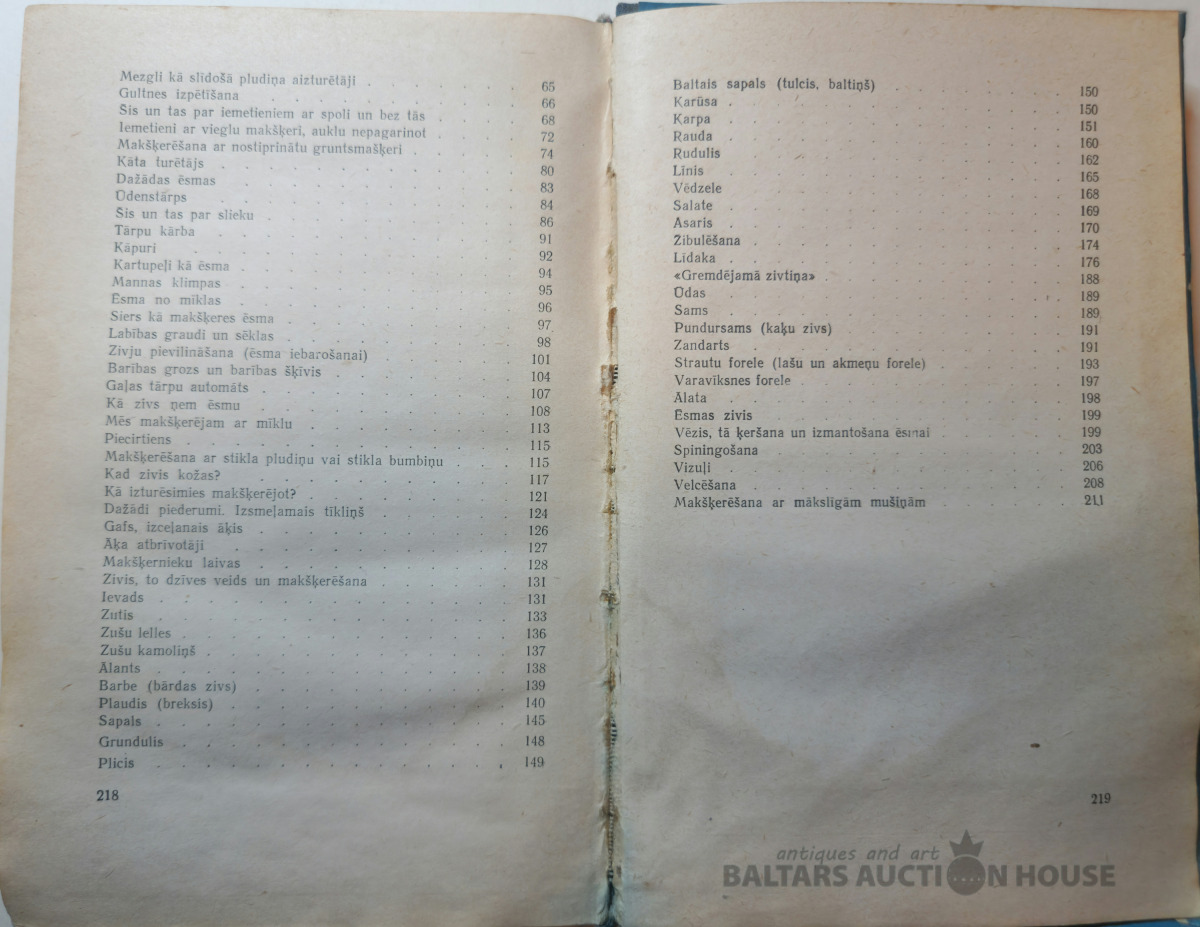 Mezgli kā slīdošā pludiņa aizturētāji . . . . . . . 65
Gultnes izpētīšana . . . . . . . 66
Šis un tas par iemetieniem ar spoli un bez tās . . . . 68
Iemetieni ar vieglu makšķeri, auklu nepagarinot . . . . 72
Makšķerēšana ar nostiprinātu gruntsmašķeri . . . . . 74
Kāta turētājs . . . . . . . 80
Dažādas ēsmas . . . . . . . 83
Ūdenstārps . . . . . . . 84
Šis un tas par slieku . . . . . . . 86
Tārpu kārba . . . . . . . 91
Kāpuri . . . . . . . 92
Kartupeļi kā ēsma . . . . . . . 94
Mannas klimpas . . . . . . . 95
Ēsma no mīklas . . . . . . . 96
Siers kā makšķeres ēsma . . . . . . . 97
Labības graudi un sēklas . . . . . . . 98
Zivju pievilināšana (ēsma iebarošanai) . . . . . . 101
Barības grozs un barības šķīvis . . . . . . . 104
Gaļas tārpu automāts . . . . . . . 107
Kā zivs ņem ēsmu . . . . . . . 108
Mēs makšķerējam ar mīklu . . . . . . . 113
Piecirtiens . . . . . . . 115
Makšķerēšana ar stikla pludiņu vai stikla bumbiņu . . . 115
Kad zivis kožas? . . . . . . . 117
Kā izturēsimies makšķerējot? . . . . . . . 121
Dažādi piederumi. Izsmeļamais tīkliņš . . . . . . 124
Gafs, izceļanais āķis . . . . . . . 126
Āķa atbrīvotāji . . . . . . . 127
Makšķernieku laivas . . . . . . . 128
Zivis, to dzīves veids un makšķerēšana . . . . . . 131
Ievads . . . . . . . 131
Zutis . . . . . . . 133
Zušu lelles . . . . . . . 136
Zušu kamoliņš . . . . . . . 137
Ālants . . . . . . . 138
Barbe (bārdas zivs) . . . . . . . 139
Plaudis (breksis) . . . . . . . 140
Sapals . . . . . . . 145
Grundulis . . . . . . . 148
Plicis . . . . . . . 149
218
Baltais sapals (tulcis, baltiņš) . . . . . . . 150
Karūsa . . . . . . . 150
Karpa . . . . . . . 151
Rauda . . . . . . . 160
Rudulis . . . . . . . 162
Līnis . . . . . . . 165
Vēdzele . . . . . . . 168
Salate . . . . . . . 169
Asaris . . . . . . . 170
Žibulēšana . . . . . . . 174
Līdaka . . . . . . . 176
«Gremdējamā zivtiņa» . . . . . . . 188
Ūdas . . . . . . . 189
Sams . . . . . . . 189
Pundursams (kaķu zivs) . . . . . . . 191
Zandarts . . . . . . . 191
Strautu forele (lašu un akmeņu forele) . . . . . . 193
Varavīksnes forele . . . . . . . 197
Alata . . . . . . . 198
Ēsmas zivis . . . . . . . 199
Vēzis, tā ķeršana un izmantošana ēsmai . . . . . . 199
Spiningošana . . . . . . . 203
Vizuļi . . . . . . . 206
Velcēšana . . . . . . . 208
Makšķerēšana ar mākslīgām mušiņām . . . . . . 211
219
antiques and art
BALTARS AUCTION HOUSE